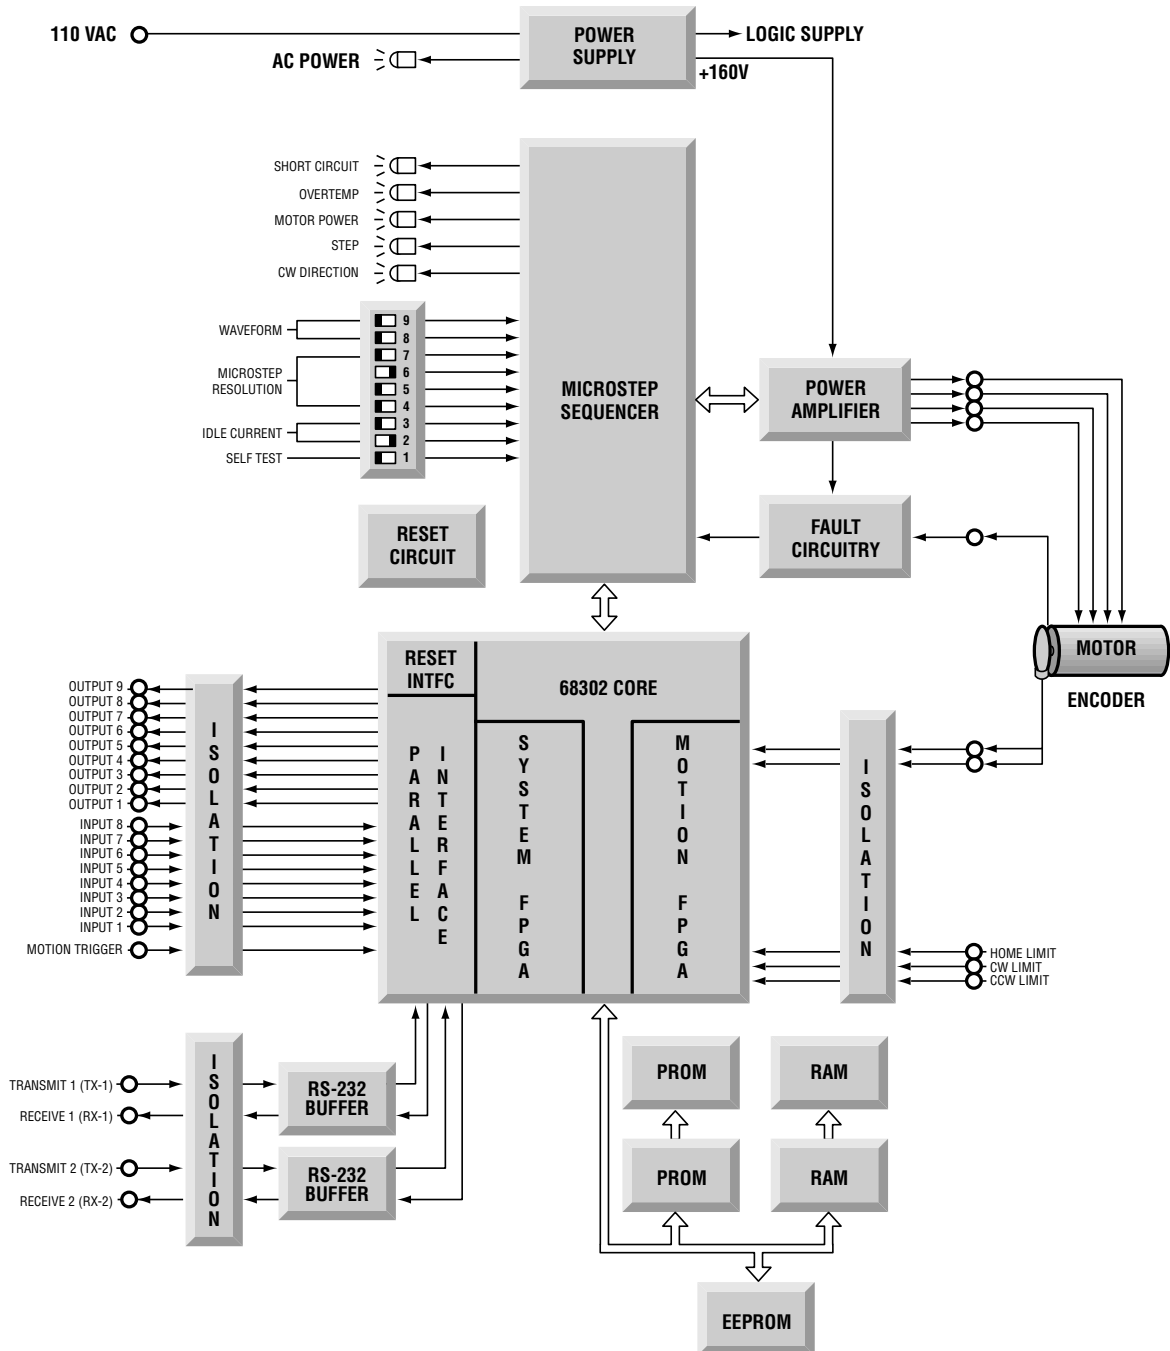 110 VAC
POWER
SUPPLY
LOGIC SUPPLY
AC POWER
+160V
SHORT CIRCUIT
OVERTEMP
MOTOR POWER
STEP
CW DIRECTION
WAVEFORM
MICROSTEP
RESOLUTION
IDLE CURRENT
SELF TEST
9
8
7
6
5
4
3
2
1
MICROSTEP
SEQUENCER
POWER
AMPLIFIER
RESET
CIRCUIT
FAULT
CIRCUITRY
MOTOR
ENCODER
RESET
INTFC
68302 CORE
OUTPUT 9
OUTPUT 8
OUTPUT 7
OUTPUT 6
OUTPUT 5
OUTPUT 4
OUTPUT 3
OUTPUT 2
OUTPUT 1
INPUT 8
INPUT 7
INPUT 6
INPUT 5
INPUT 4
INPUT 3
INPUT 2
INPUT 1
MOTION TRIGGER
ISOLATION
PARALLEL
INTERFACE
SYSTEM FPGA
MOTION FPGA
ISOLATION
HOME LIMIT
CW LIMIT
CCW LIMIT
TRANSMIT 1 (TX-1)
RECEIVE 1 (RX-1)
TRANSMIT 2 (TX-2)
RECEIVE 2 (RX-2)
ISOLATION
RS-232
BUFFER
RS-232
BUFFER
PROM
RAM
PROM
RAM
EEPROM